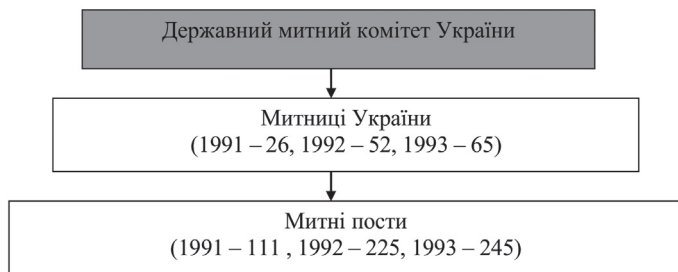 Державний митний комітет України
Митниці України
(1991 – 26, 1992 – 52, 1993 – 65)
Митні пости
(1991 – 111 , 1992 – 225, 1993 – 245)